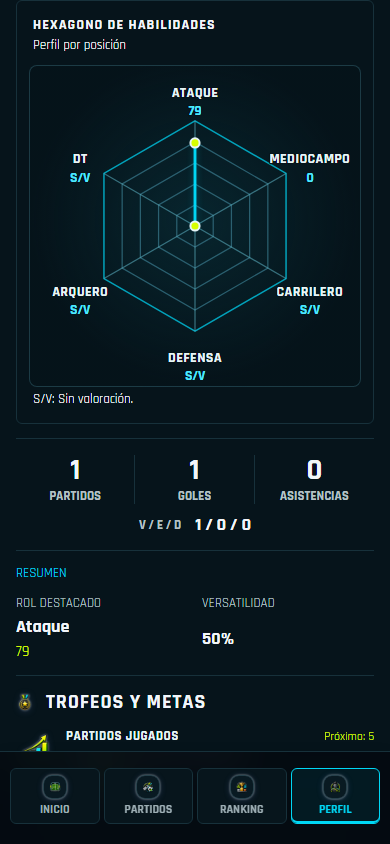 HEXAGONO DE HABILIDADES
Perfil por posición
ATAQUE
79
DT
S/V
MEDIOCAMPO
0
ARQUERO
S/V
CARRILERO
S/V
DEFENSA
S/V
S/V: Sin valoración.
1
PARTIDOS
1
GOLES
0
ASISTENCIAS
V/E/D 1/0/0
RESUMEN
ROL DESTACADO
Ataque
79
VERSATILIDAD
50%
TROFEOS Y METAS
PARTIDOS JUGADOS
Próximo: 5
INICIO
PARTIDOS
RANKING
PERFIL